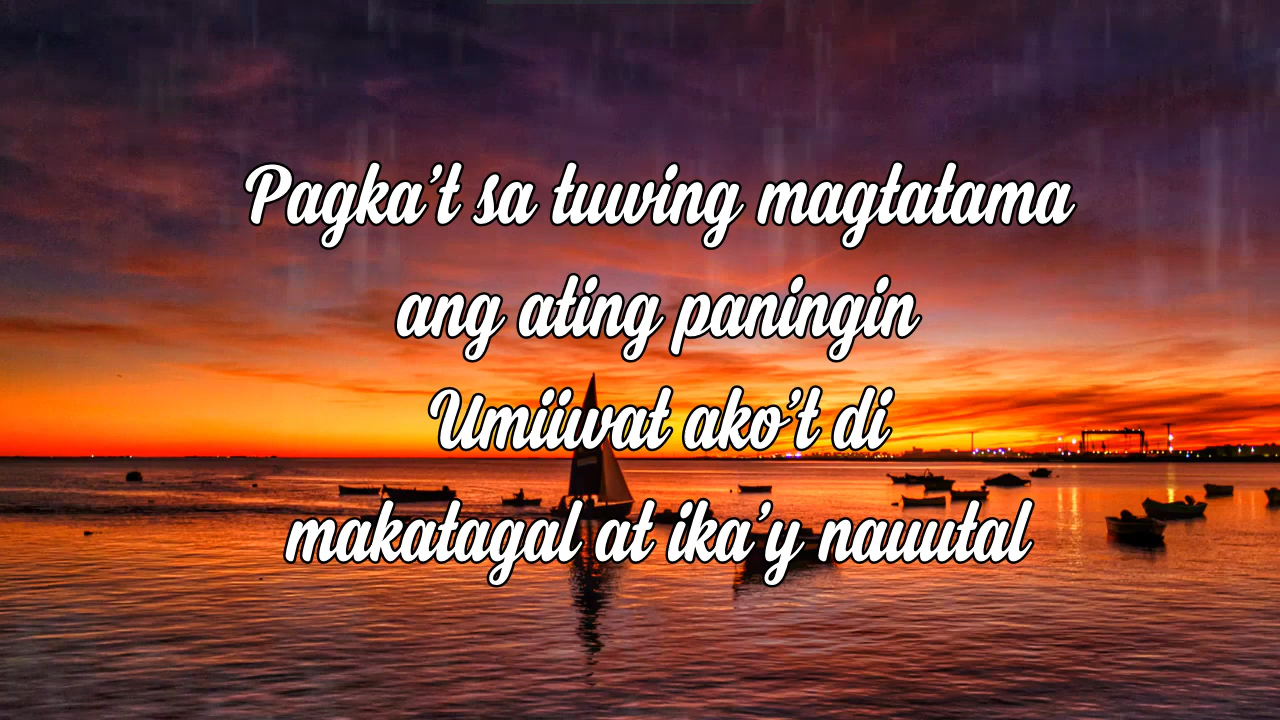 Pagka't sa tuwing magtatama
ang ating paningin
Umiiwat ako't di
makatagal at ika'y nauutal